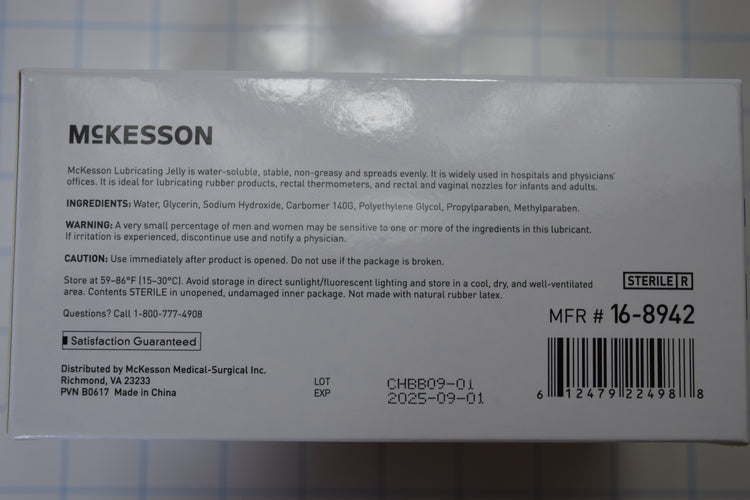 McKESSON
McKesson Lubricating Jelly is water-soluble, stable, non-greasy and spreads evenly. It is widely used in hospitals and physicians'
offices. It is ideal for lubricating rubber products, rectal thermometers, and rectal and vaginal nozzles for infants and adults.
INGREDIENTS: Water, Glycerin, Sodium Hydroxide, Carbomer 140G, Polyethylene Glycol, Propylparaben, Methylparaben.
WARNING: A very small percentage of men and women may be sensitive to one or more of the ingredients in this lubricant.
If irritation is experienced, discontinue use and notify a physician.
CAUTION: Use immediately after product is opened. Do not use if the package is broken.
Store at 59–86°F (15–30°C). Avoid storage in direct sunlight/fluorescent lighting and store in a cool, dry, and well-ventilated
area. Contents STERILE in unopened, undamaged inner package. Not made with natural rubber latex.
STERILE R
Questions? Call 1-800-777-4908
MFR # 16-8942
Satisfaction Guaranteed
Distributed by McKesson Medical-Surgical Inc.
Richmond, VA 23233
PVN B0617 Made in China
LOT CHBB09-01
EXP 2025-09-01
6 12479 22498 8